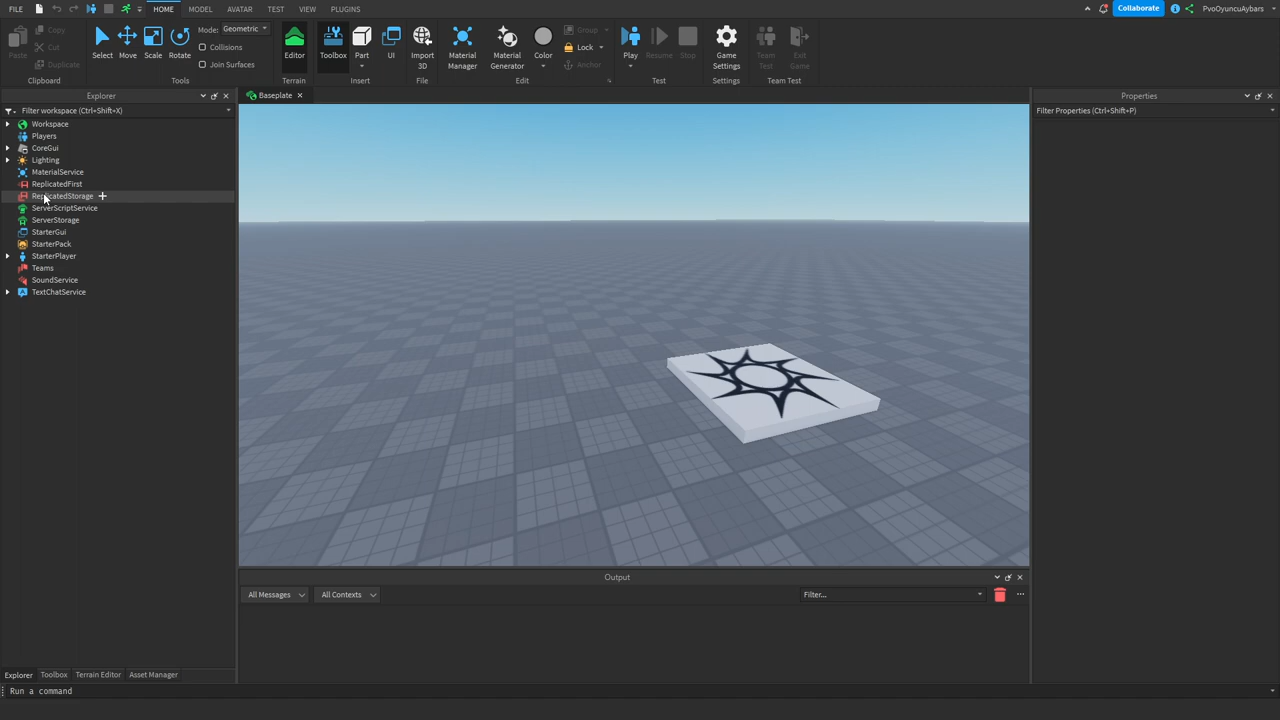 FILE HOME MODEL AVATAR TEST VIEW PLUGINS Collaborate PvoOyuncuAybars
Paste Copy Cut Duplicate Clipboard
Select Move Scale Rotate Mode: Geometric Collisions Join Surfaces Tools
Editor Terrain
Toolbox Part UI Insert
Import 3D File
Material Manager Material Generator Color Group Lock Anchor Edit
Play Resume Stop Test
Game Settings Settings
Team Test Exit Game Team Test
Explorer
Filter workspace (Ctrl+Shift+X)
Workspace
Players
CoreGui
Lighting
MaterialService
ReplicatedFirst
ReplicatedStorage
ServerScriptService
ServerStorage
StarterGui
StarterPack
StarterPlayer
Teams
SoundService
TextChatService
Explorer Toolbox Terrain Editor Asset Manager
Baseplate
Output
All Messages All Contexts Filter...
Properties
Filter Properties (Ctrl+Shift+P)
Run a command